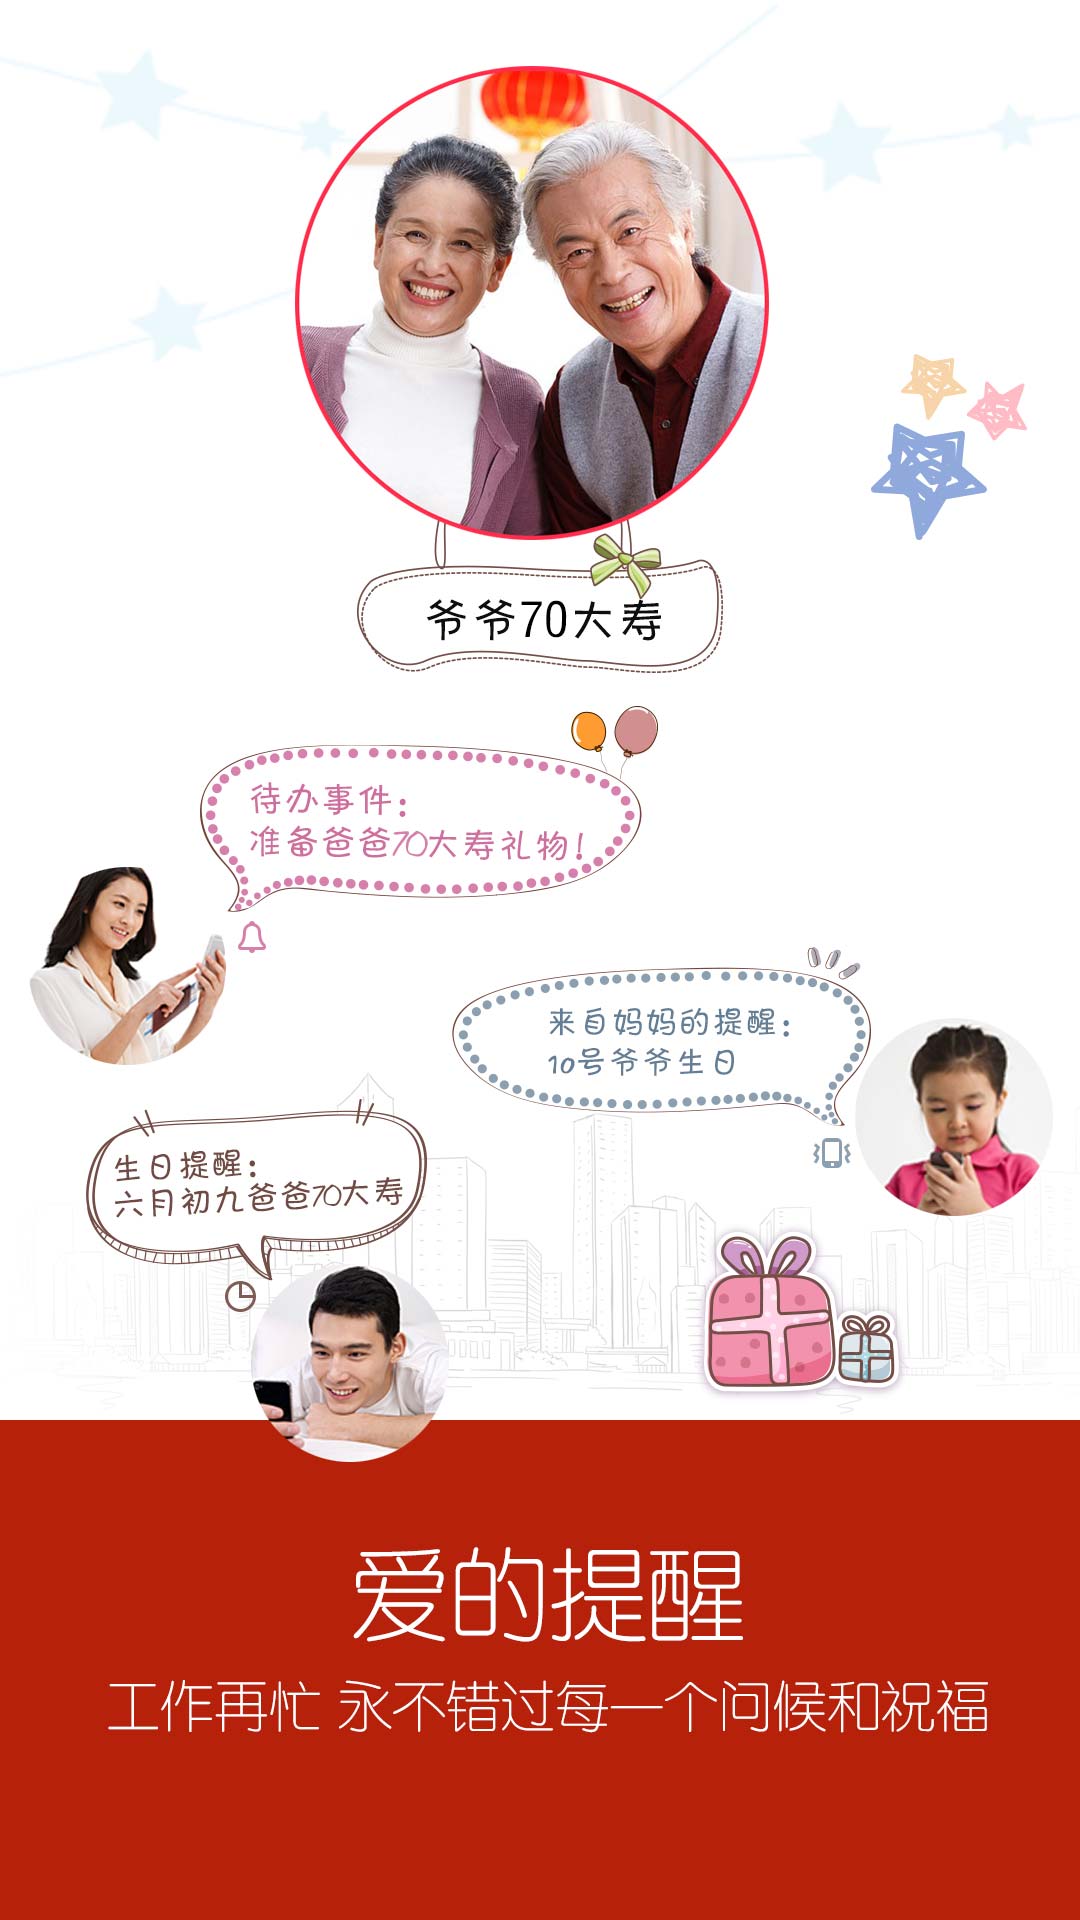 爷爷70大寿
待办事件：
准备爸爸70大寿礼物！
来自妈妈的提醒：
10号爷爷生日
生日提醒：
六月初九爸爸70大寿
爱的提醒
工作再忙 永不错过每一个问候和祝福